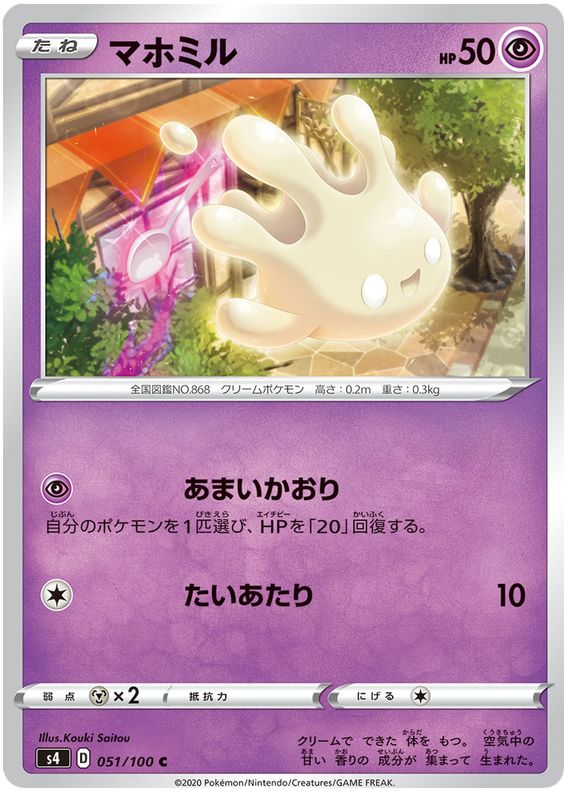 たね マホミル HP50
全国図鑑NO.868 クリームポケモン 高さ:0.2m 重さ:0.3kg
あまいかおり
自分のポケモンを1匹選び、HPを「20」回復する。
たいあたり 10
弱点 ×2 抵抗力 にげる
Illus.Kouki Saitou
s4 D 051/100 C
クリームで できた 体を もつ。 空気中の
甘い 香りの 成分が 集まって 生まれた。
©2020 Pokémon/Nintendo/Creatures/GAME FREAK.